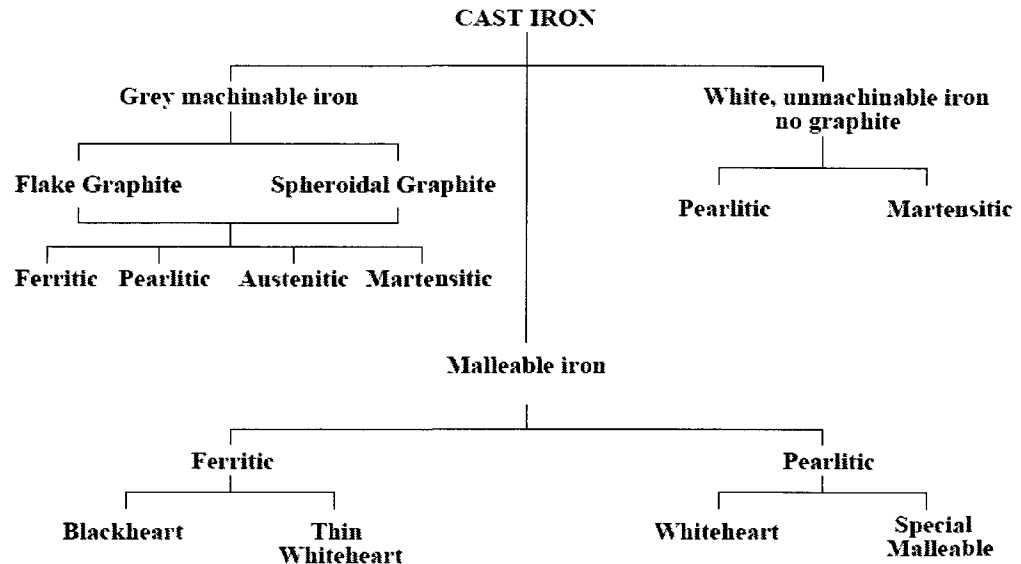 CAST IRON
Grey machinable iron
White, unmachinable iron
no graphite
Flake Graphite
Spheroidal Graphite
Pearlitic
Martensitic
Ferritic
Pearlitic
Austenitic
Martensitic
Malleable iron
Ferritic
Pearlitic
Blackheart
Thin
Whiteheart
Whiteheart
Special
Malleable